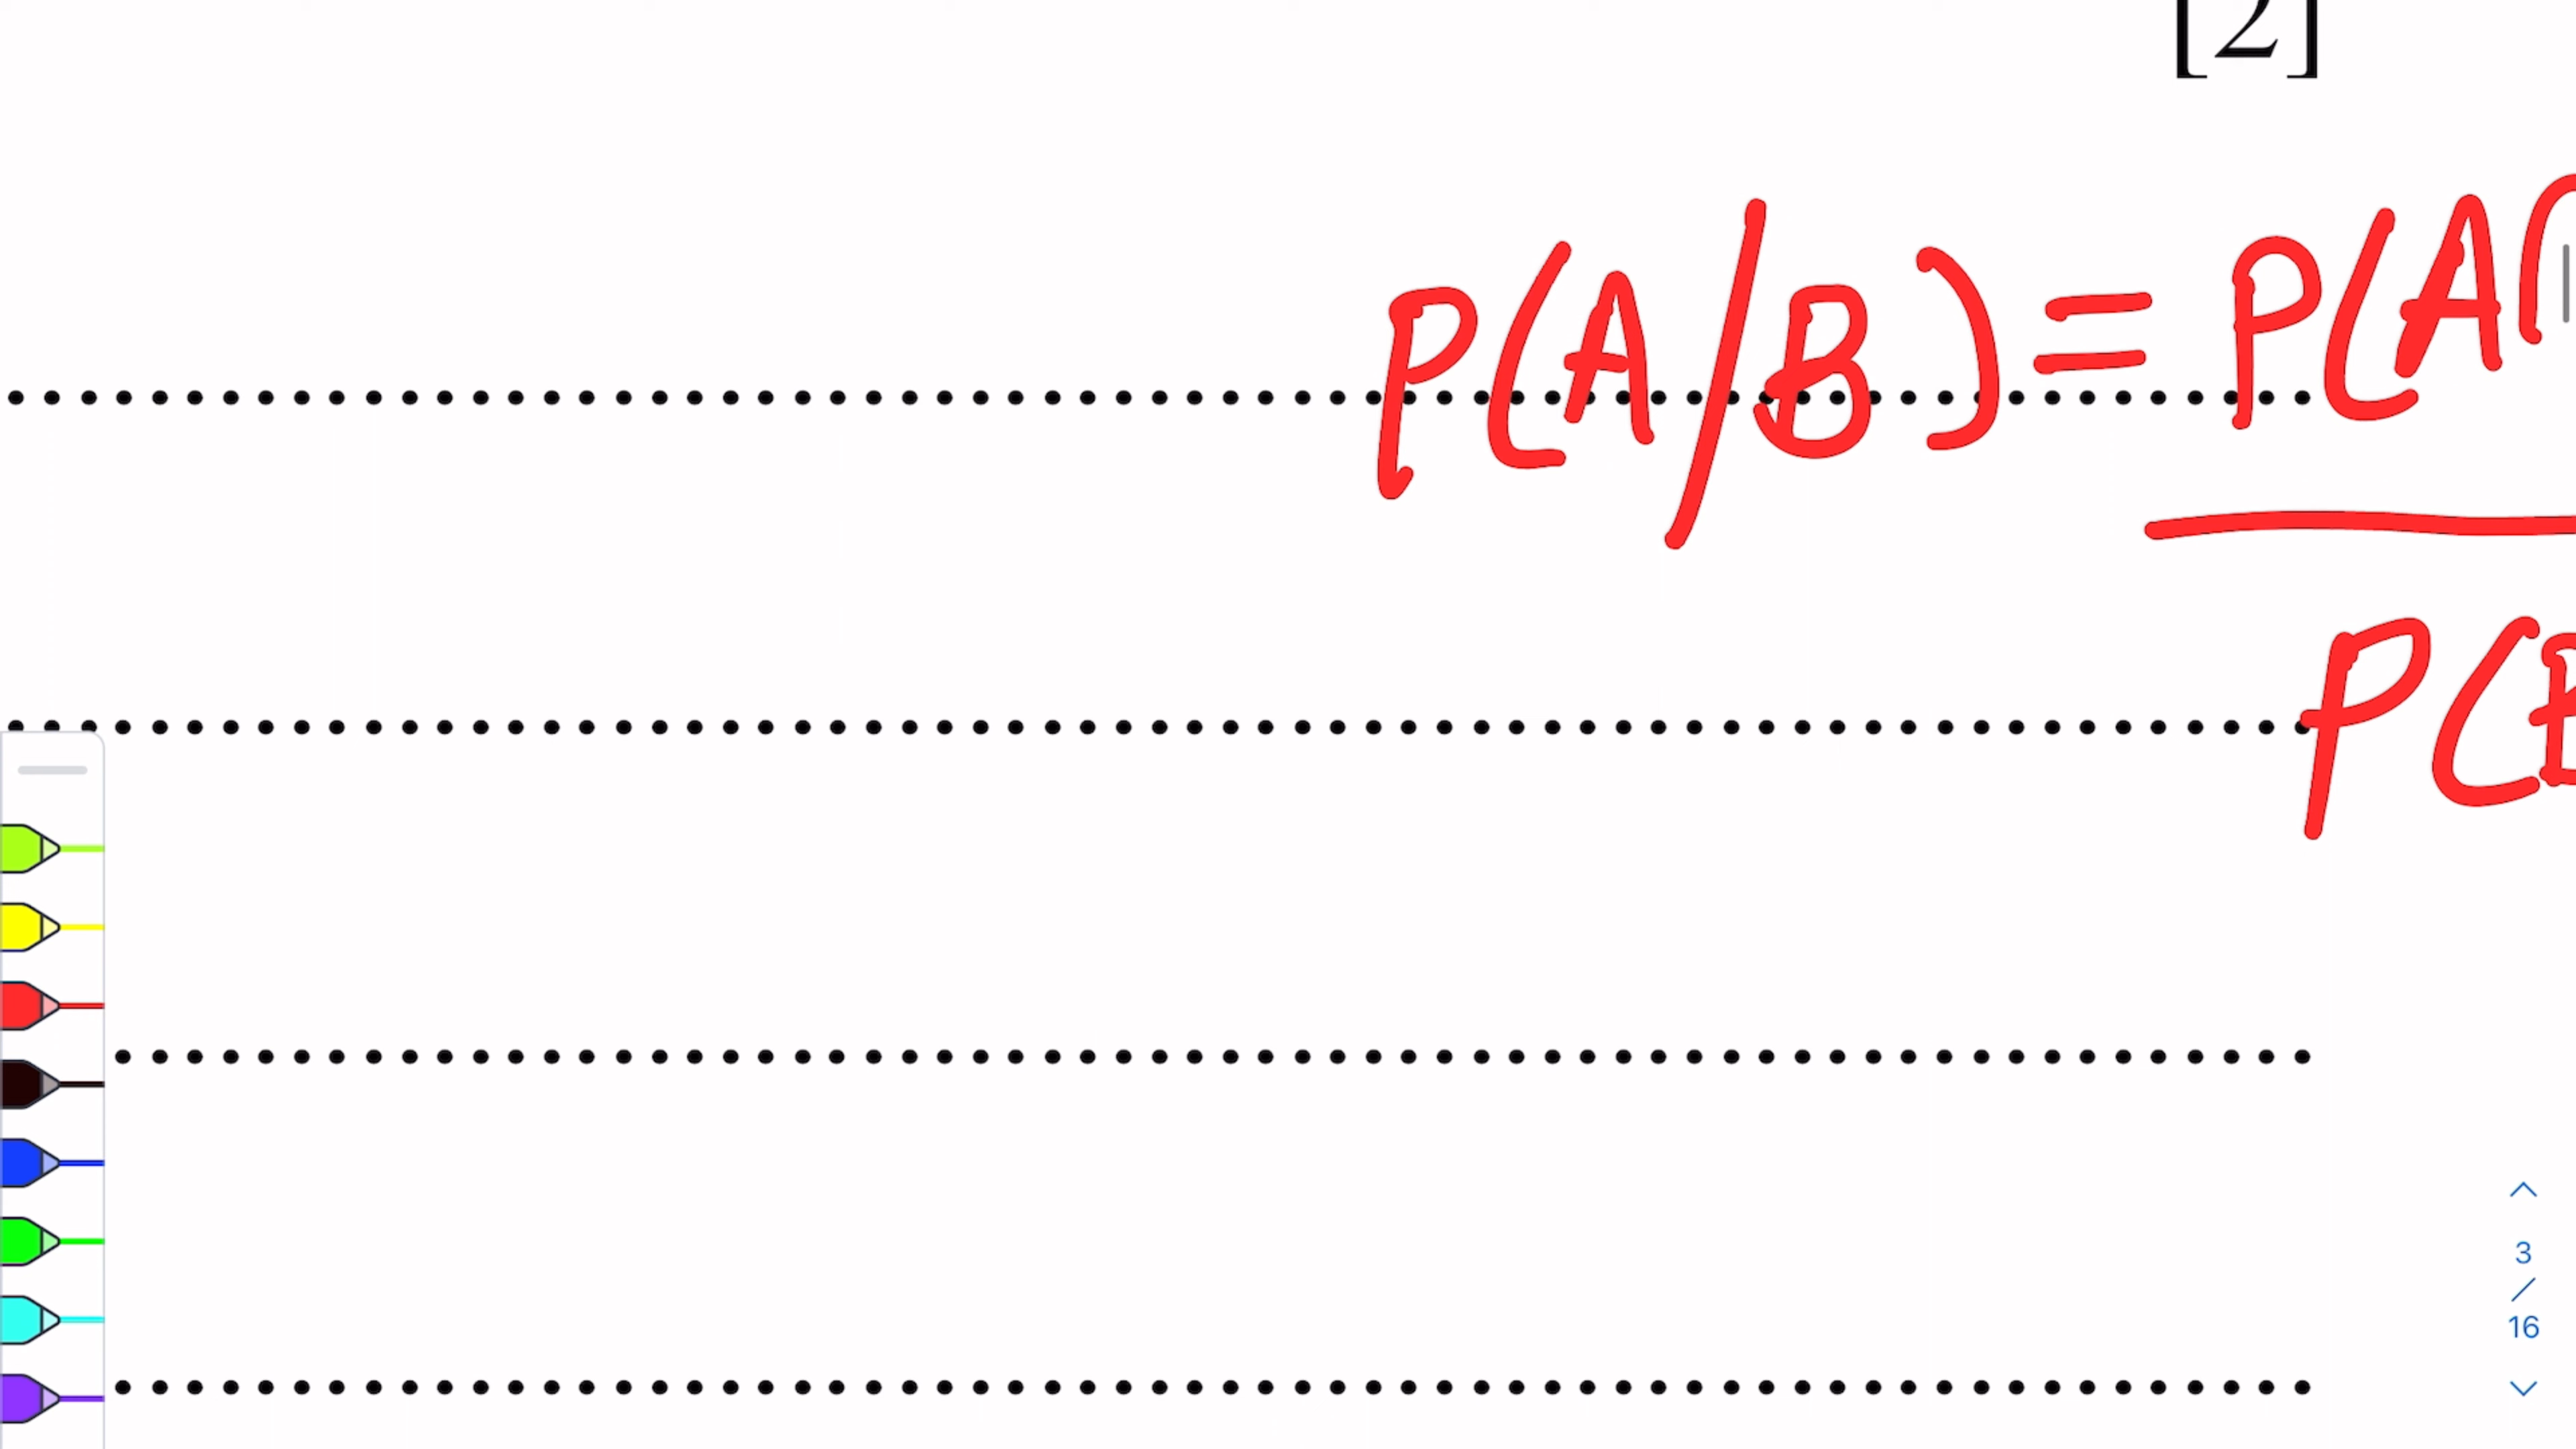 [2]
P(A/B) = P(A∩
P(B
3
/
16